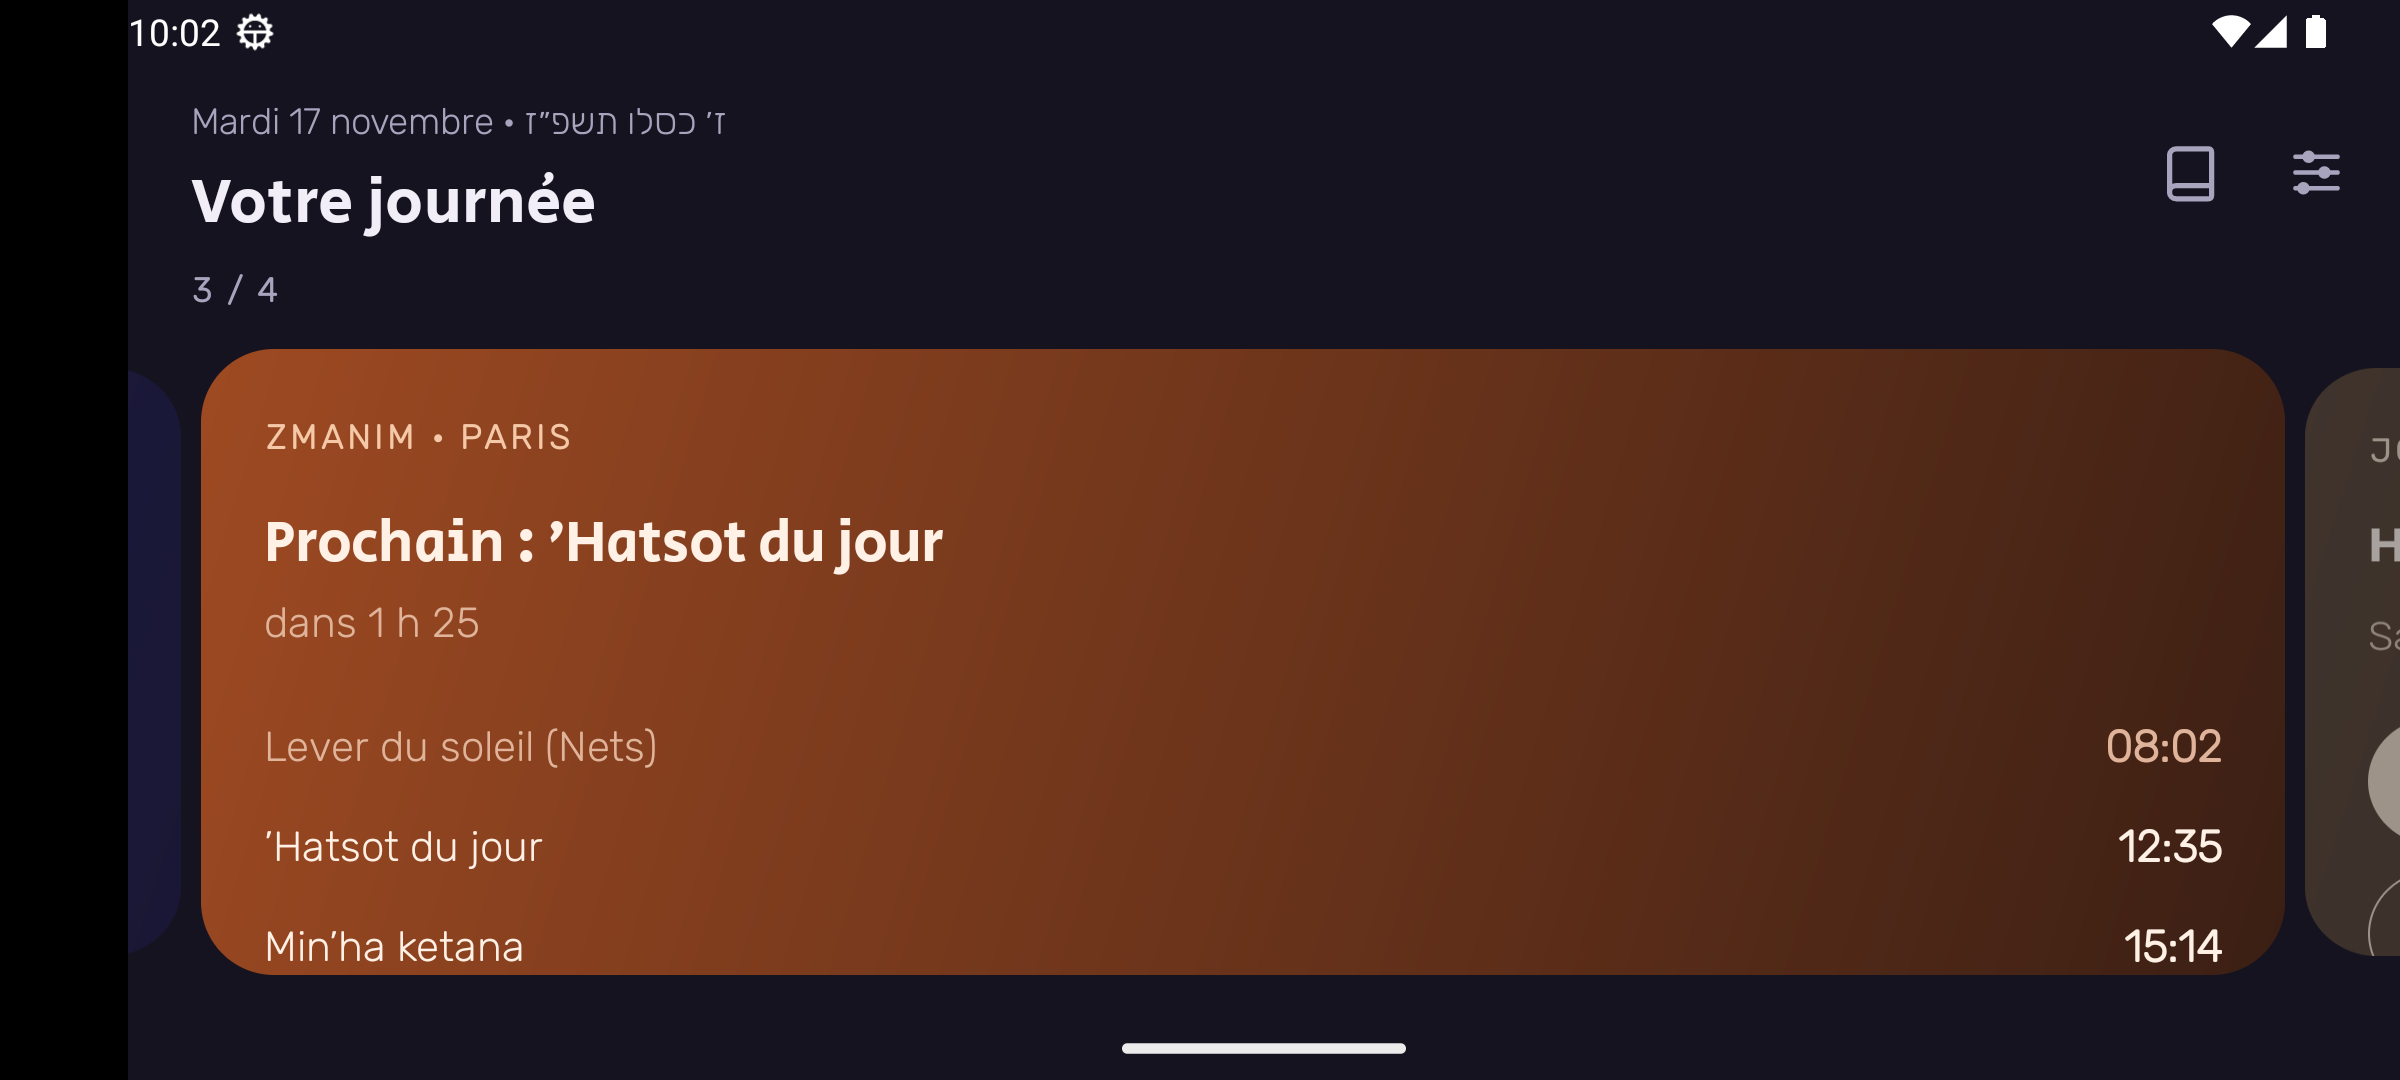 10:02
Mardi 17 novembre • ז׳ כסלו תשפ״ז
Votre journée
3 / 4
ZMANIM • PARIS
Prochain : ’Hatsot du jour
dans 1 h 25
Lever du soleil (Nets) 08:02
’Hatsot du jour 12:35
Min’ha ketana 15:14